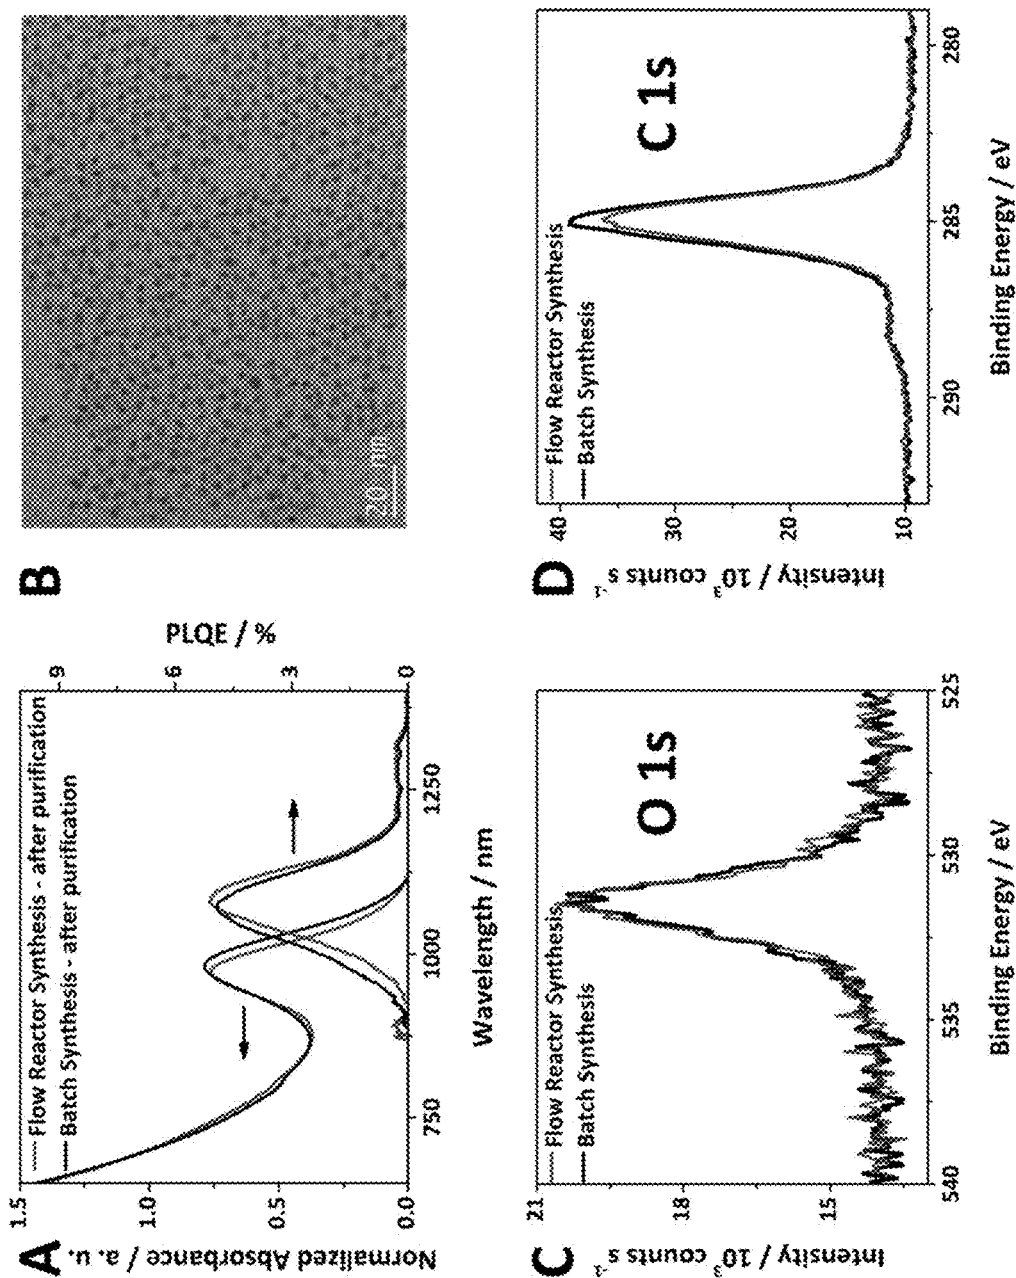 A
Flow Reactor Synthesis - after purification
Batch Synthesis - after purification
1.5
1.0
0.5
0.0
Normalized Absorbance / a. u.
9
6
3
0
PLQE / %
750
1000
1250
Wavelength / nm
B
20 nm
C
Flow Reactor Synthesis
Batch Synthesis
O 1s
21
18
15
Intensity / 10³ counts s⁻¹
540
535
530
525
Binding Energy / eV
D
Flow Reactor Synthesis
Batch Synthesis
C 1s
40
30
20
10
Intensity / 10³ counts s⁻¹
290
285
280
Binding Energy / eV